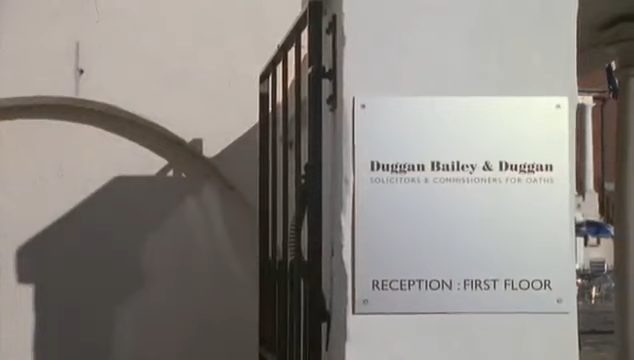 Duggan Bailey & Duggan
SOLICITORS & COMMISSIONERS FOR OATHS
RECEPTION : FIRST FLOOR